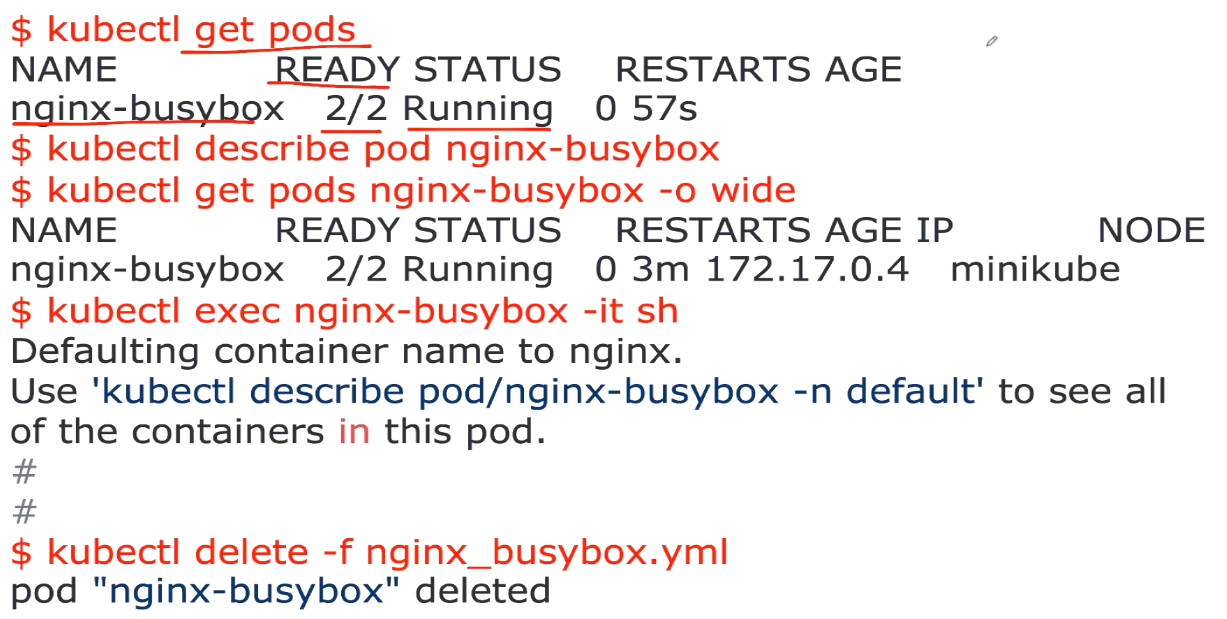 $ kubectl get pods
NAME READY STATUS RESTARTS AGE
nginx-busybox 2/2 Running 0 57s
$ kubectl describe pod nginx-busybox
$ kubectl get pods nginx-busybox -o wide
NAME READY STATUS RESTARTS AGE IP NODE
nginx-busybox 2/2 Running 0 3m 172.17.0.4 minikube
$ kubectl exec nginx-busybox -it sh
Defaulting container name to nginx.
Use 'kubectl describe pod/nginx-busybox -n default' to see all
of the containers in this pod.
#
#
$ kubectl delete -f nginx_busybox.yml
pod "nginx-busybox" deleted